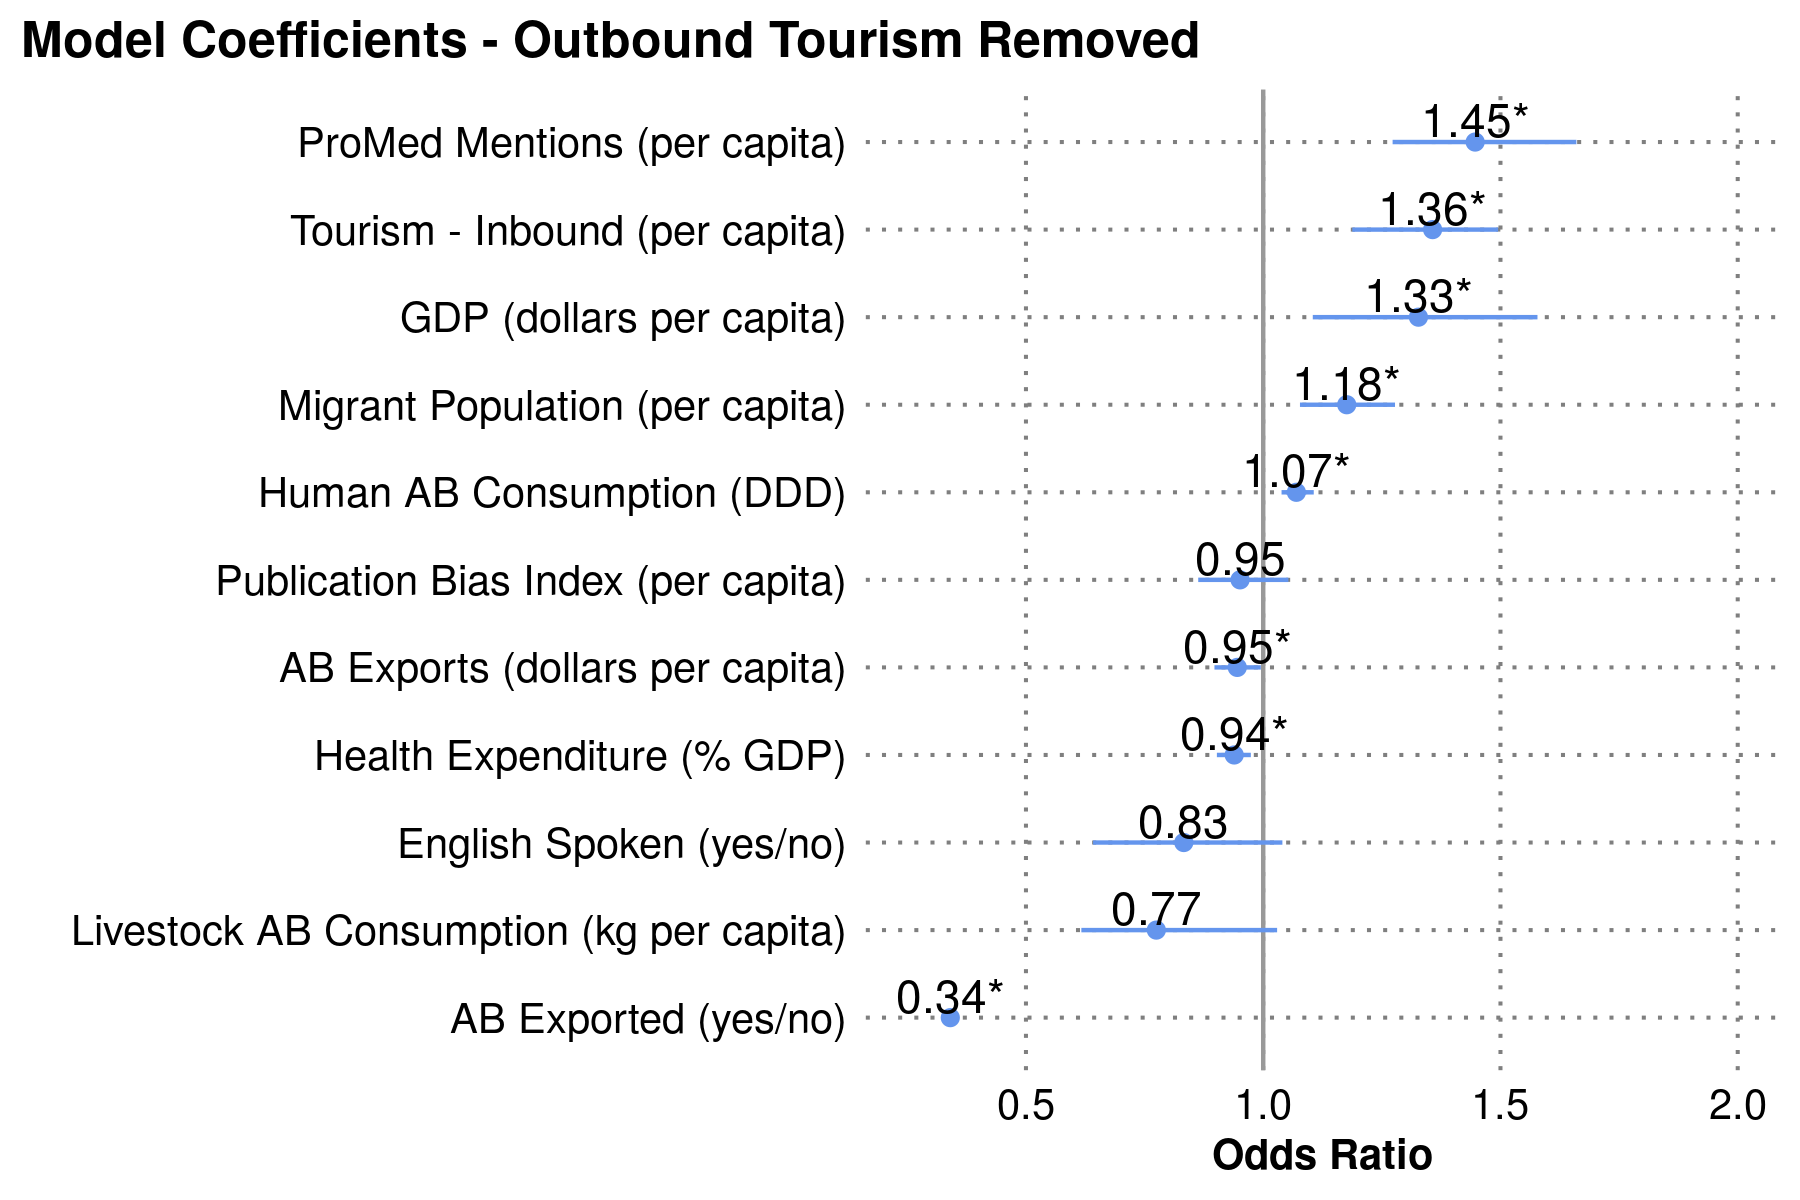 Model Coefficients - Outbound Tourism Removed
ProMed Mentions (per capita) 1.45*
Tourism - Inbound (per capita) 1.36*
GDP (dollars per capita) 1.33*
Migrant Population (per capita) 1.18*
Human AB Consumption (DDD) 1.07*
Publication Bias Index (per capita) 0.95
AB Exports (dollars per capita) 0.95*
Health Expenditure (% GDP) 0.94*
English Spoken (yes/no) 0.83
Livestock AB Consumption (kg per capita) 0.77
AB Exported (yes/no) 0.34*
0.5 1.0 1.5 2.0
Odds Ratio